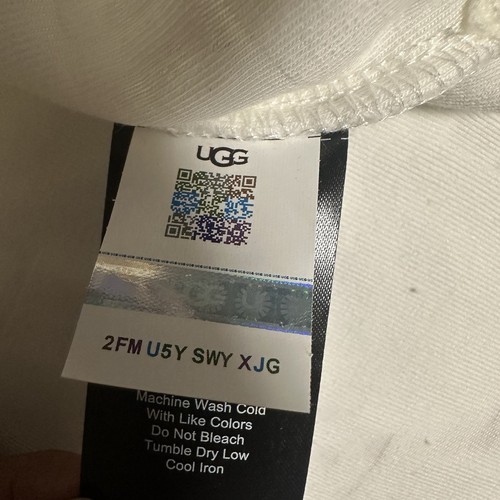 UGG
UGG
2FM U5Y SWY XJG
Machine Wash Cold
With Like Colors
Do Not Bleach
Tumble Dry Low
Cool Iron